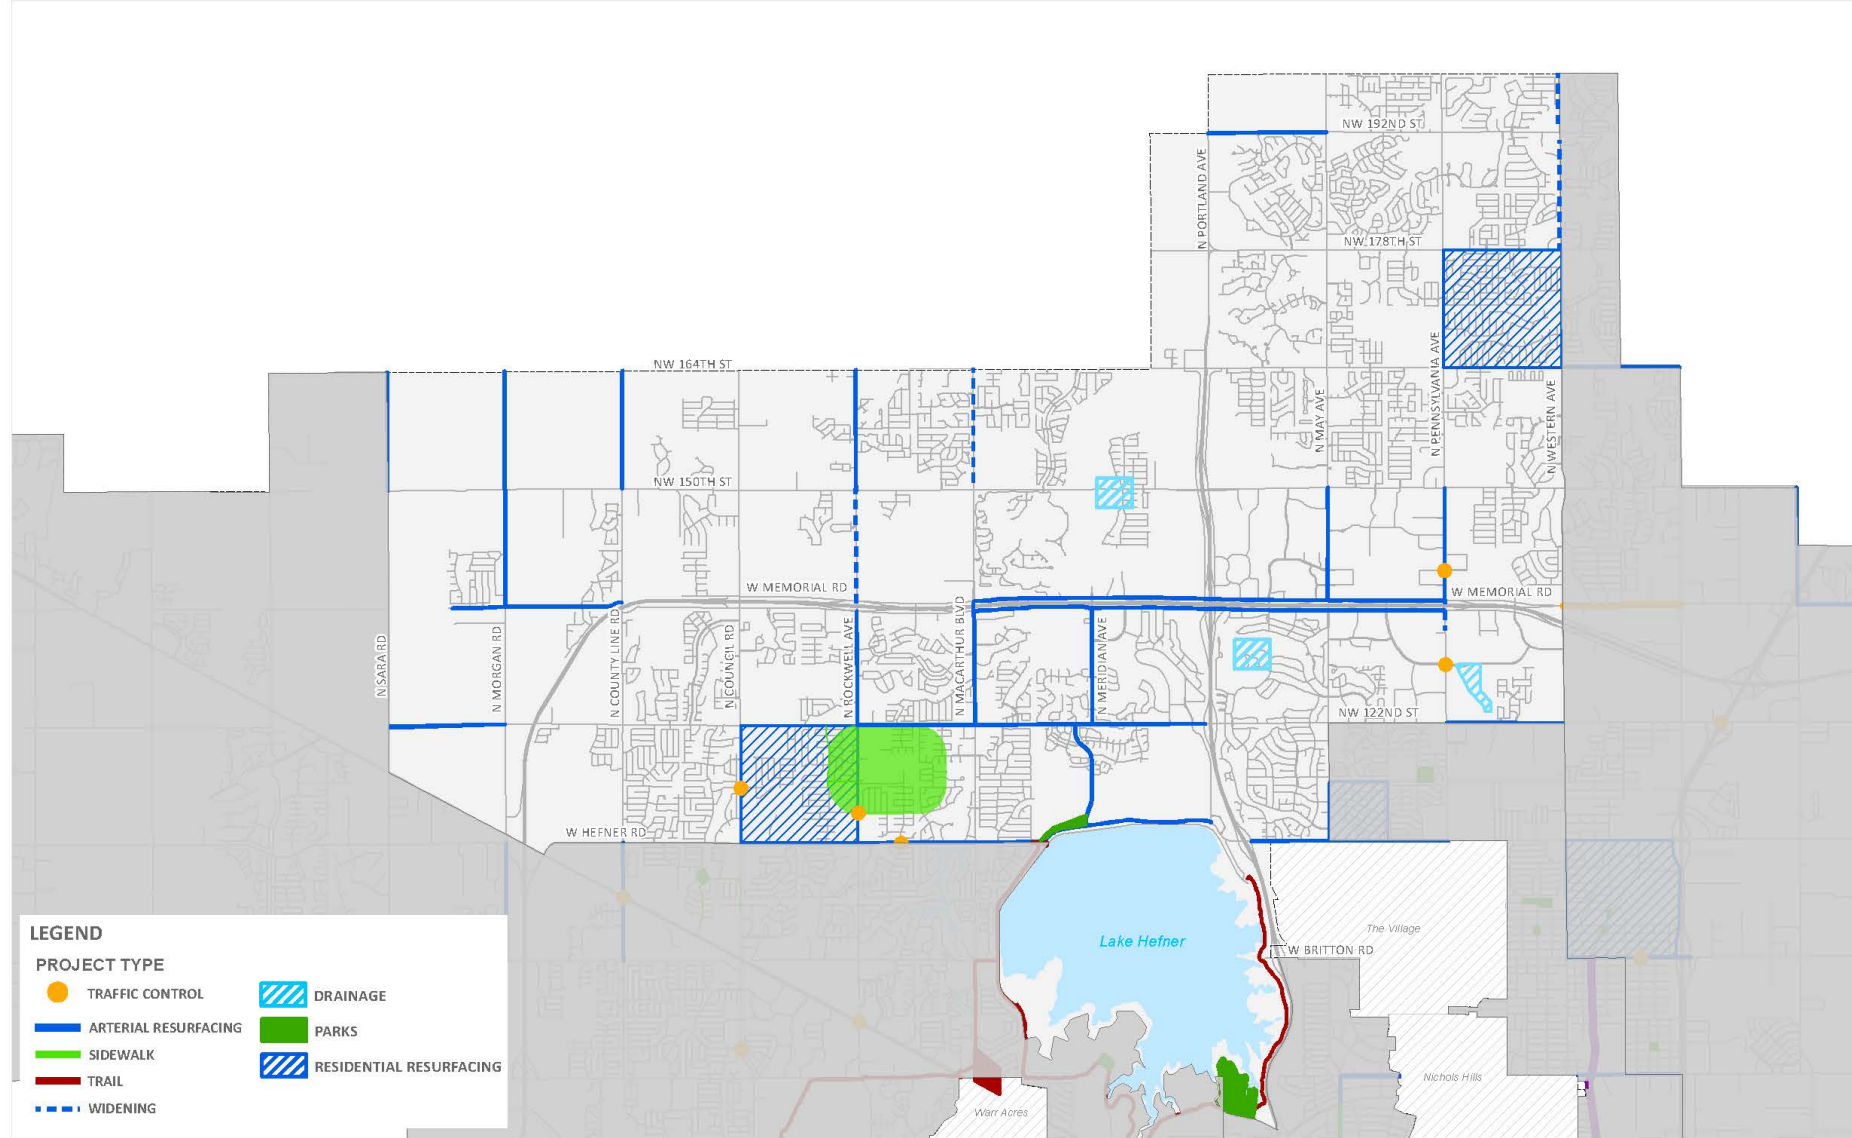 NW 192ND ST
N PORTLAND AVE
NW 178TH ST
NW 164TH ST
N PENNSYLVANIA AVE
N MAY AVE
N WESTERN AVE
NW 150TH ST
W MEMORIAL RD
W MEMORIAL RD
N SARA RD
N MORGAN RD
N COUNTY LINE RD
N COUNCIL RD
N ROCKWELL AVE
N MACARTHUR BLVD
N MERIDIAN AVE
NW 122ND ST
W HEFNER RD
Lake Hefner
The Village
W BRITTON RD
Nichols Hills
Warr Acres
LEGEND
PROJECT TYPE
TRAFFIC CONTROL
ARTERIAL RESURFACING
SIDEWALK
TRAIL
WIDENING
DRAINAGE
PARKS
RESIDENTIAL RESURFACING